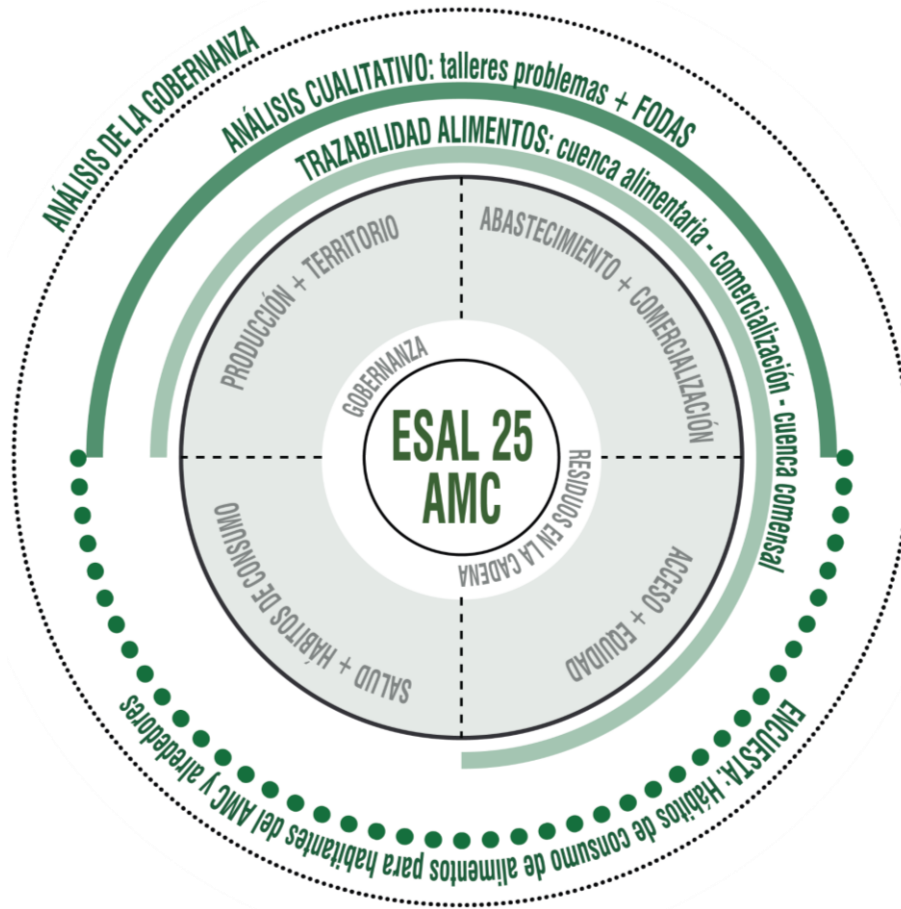 ANÁLISIS DE LA GOBERNANZA
ANÁLISIS CUALITATIVO: talleres problemas + FODAS
TRAZABILIDAD ALIMENTOS: cuenca alimentaria - comercialización - cuenca comensal
PRODUCCIÓN + TERRITORIO
ABASTECIMIENTO + COMERCIALIZACIÓN
GOBERNANZA
ESAL 25
AMC
RESIDUOS EN LA CADENA
SALUD + HÁBITOS DE CONSUMO
ACCESO + EQUIDAD
ENCUESTA: Hábitos de consumo de alimentos para habitantes del AMC y alrededores